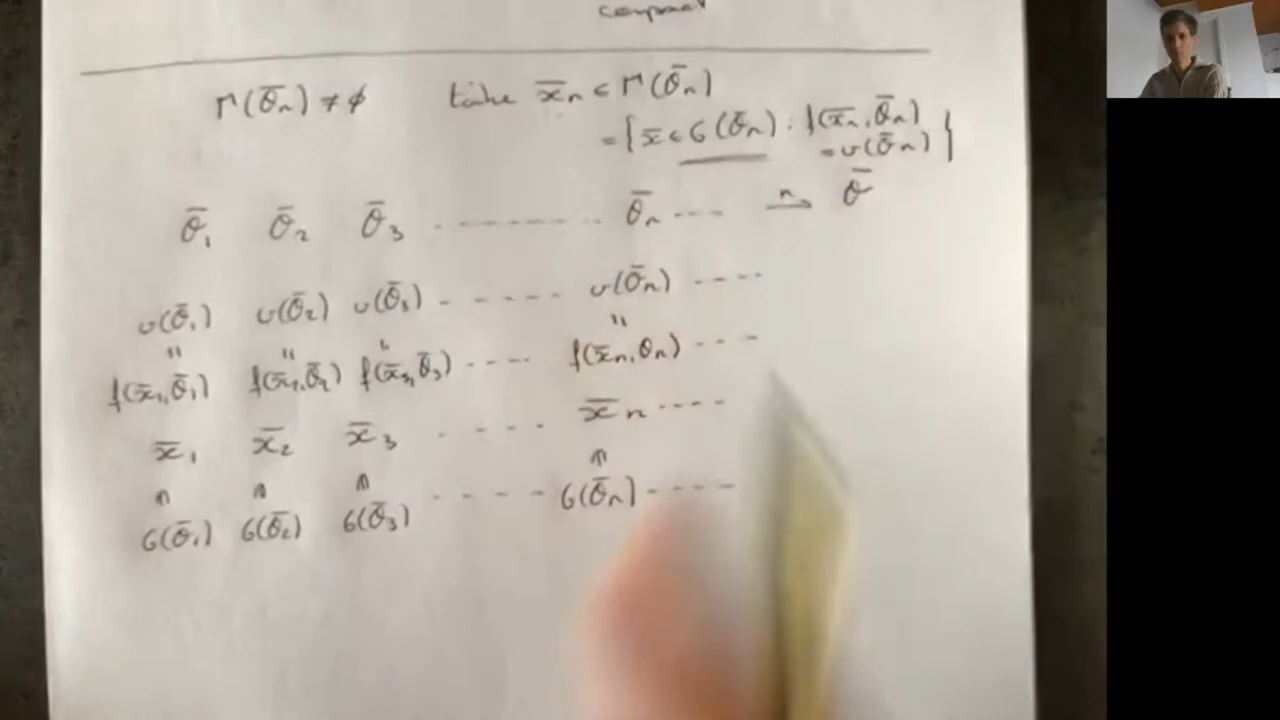 compact
Γ(θ̄ₙ) ≠ ∅ take x̄ₙ ∈ Γ(θ̄ₙ)
= { x̄ ∈ G(θ̄ₙ) : f(x̄ₙ, θ̄ₙ)
= v(θ̄ₙ) }
θ̄₁ θ̄₂ θ̄₃ ........ θ̄ₙ ... →ⁿ θ̄
v(θ̄₁) v(θ̄₂) v(θ̄₃) ...... v(θ̄ₙ) ....
" " " "
f(x̄₁, θ̄₁) f(x̄₂, θ̄₂) f(x̄₃, θ̄₃) .... f(x̄ₙ, θₙ) ...
x̄₁ x̄₂ x̄₃ ..... x̄ₙ ....
∩ ∩ ∩ ∩
G(θ̄₁) G(θ̄₂) G(θ̄₃) ..... G(θ̄ₙ) ....